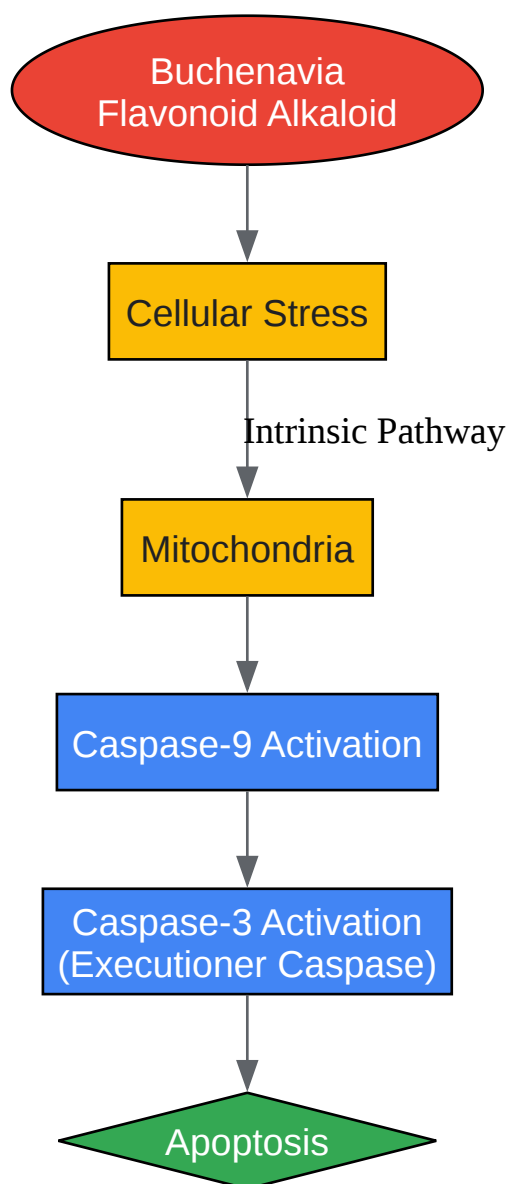 Buchenavia
Flavonoid Alkaloid
Cellular Stress
Intrinsic Pathway
Mitochondria
Caspase-9 Activation
Caspase-3 Activation
(Executioner Caspase)
Apoptosis